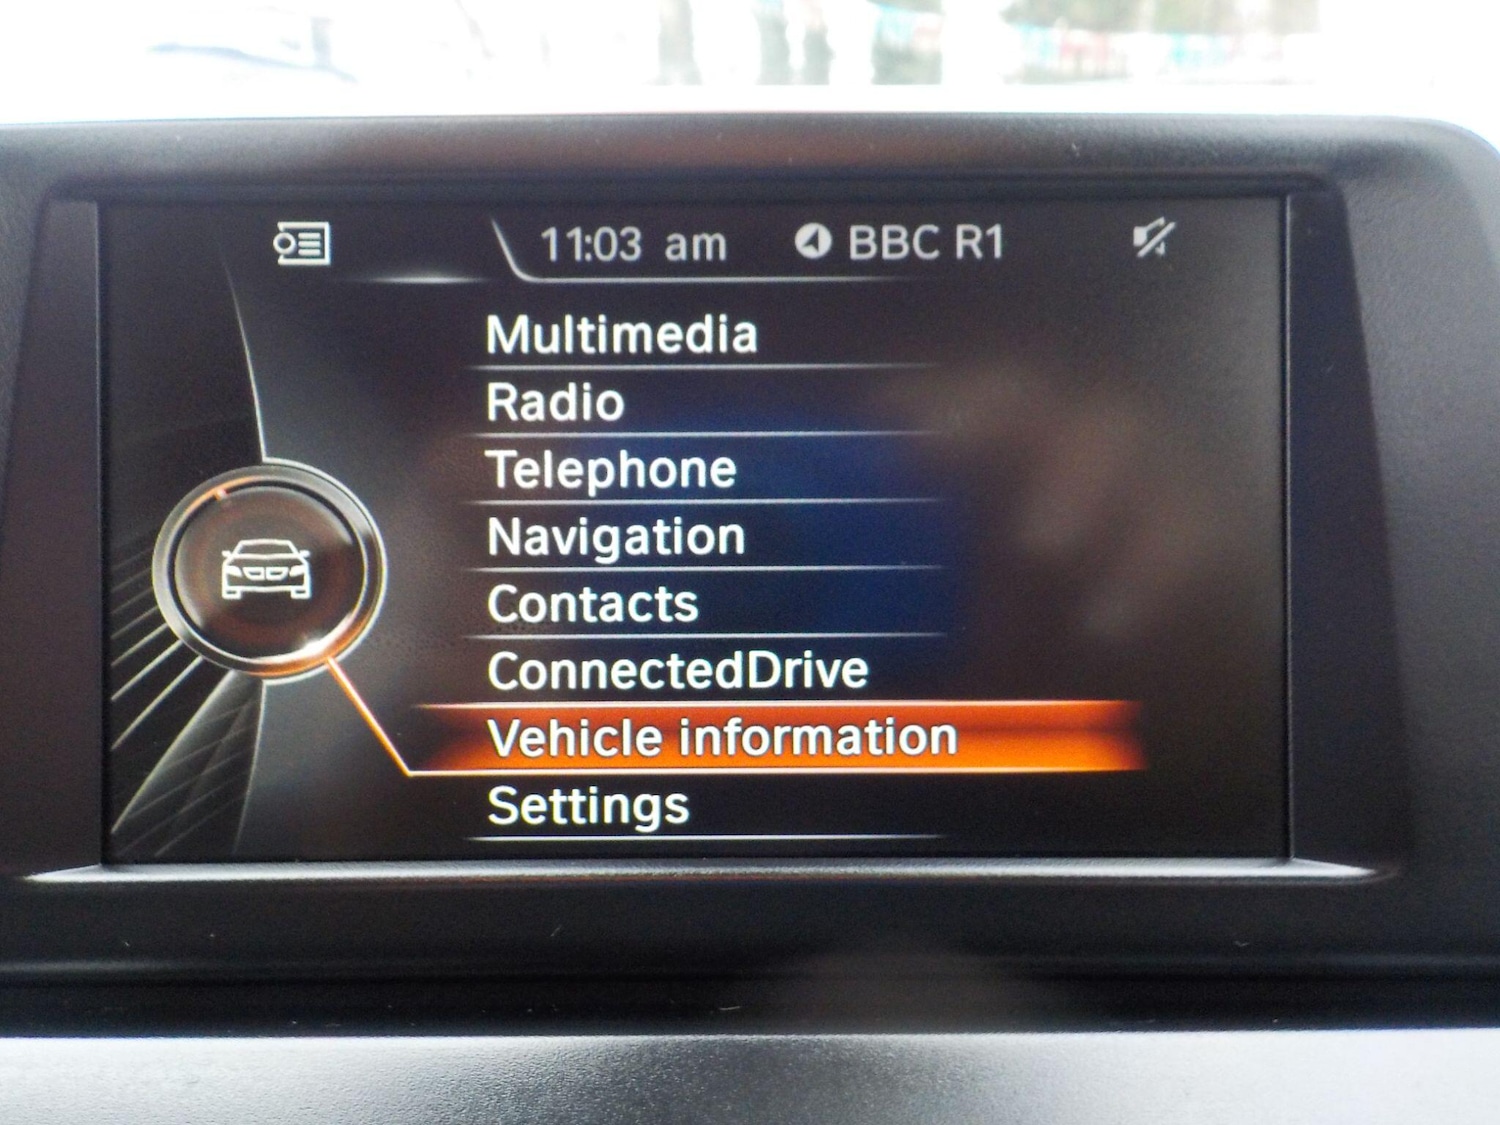 11:03 am BBC R1
Multimedia
Radio
Telephone
Navigation
Contacts
ConnectedDrive
Vehicle information
Settings